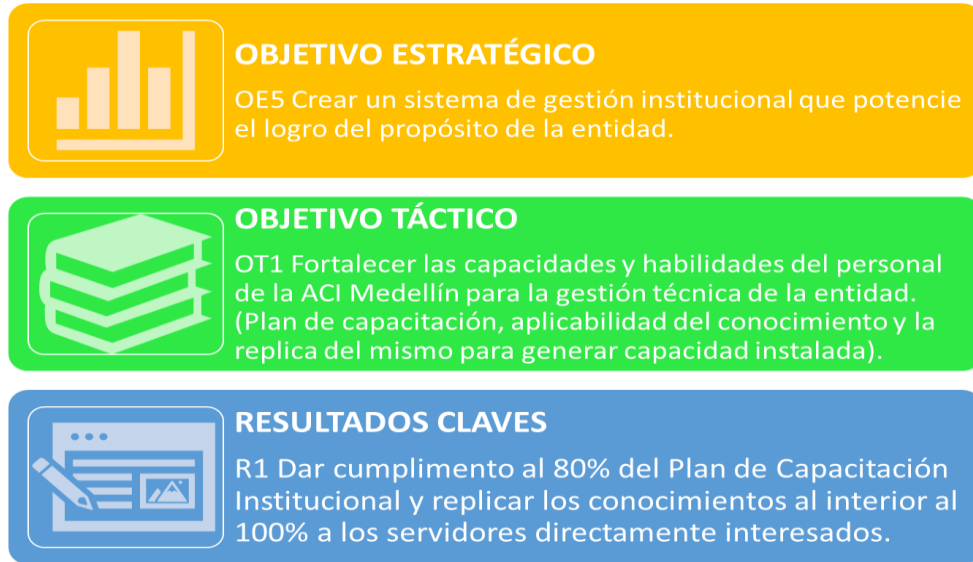 OBJETIVO ESTRATÉGICO
OE5 Crear un sistema de gestión institucional que potencie
el logro del propósito de la entidad.
OBJETIVO TÁCTICO
OT1 Fortalecer las capacidades y habilidades del personal
de la ACI Medellín para la gestión técnica de la entidad.
(Plan de capacitación, aplicabilidad del conocimiento y la
replica del mismo para generar capacidad instalada).
RESULTADOS CLAVES
R1 Dar cumplimento al 80% del Plan de Capacitación
Institucional y replicar los conocimientos al interior al
100% a los servidores directamente interesados.